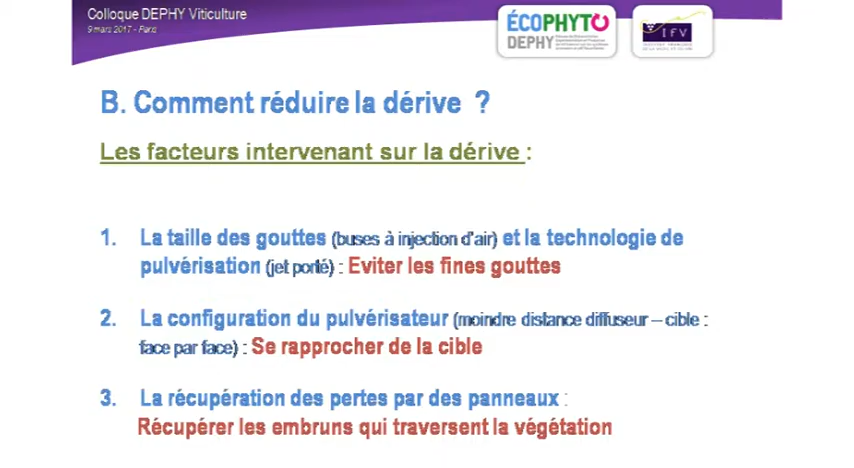 Colloque DEPHY Viticulture
9 mars 2017 - Paris
ÉCOPHYTO
DEPHY
IFV
B. Comment réduire la dérive ?
Les facteurs intervenant sur la dérive :
1. La taille des gouttes (buses à injection d'air) et la technologie de
pulvérisation (jet porté) : Eviter les fines gouttes
2. La configuration du pulvérisateur (moindre distance diffuseur – cible :
face par face) : Se rapprocher de la cible
3. La récupération des pertes par des panneaux :
Récupérer les embruns qui traversent la végétation